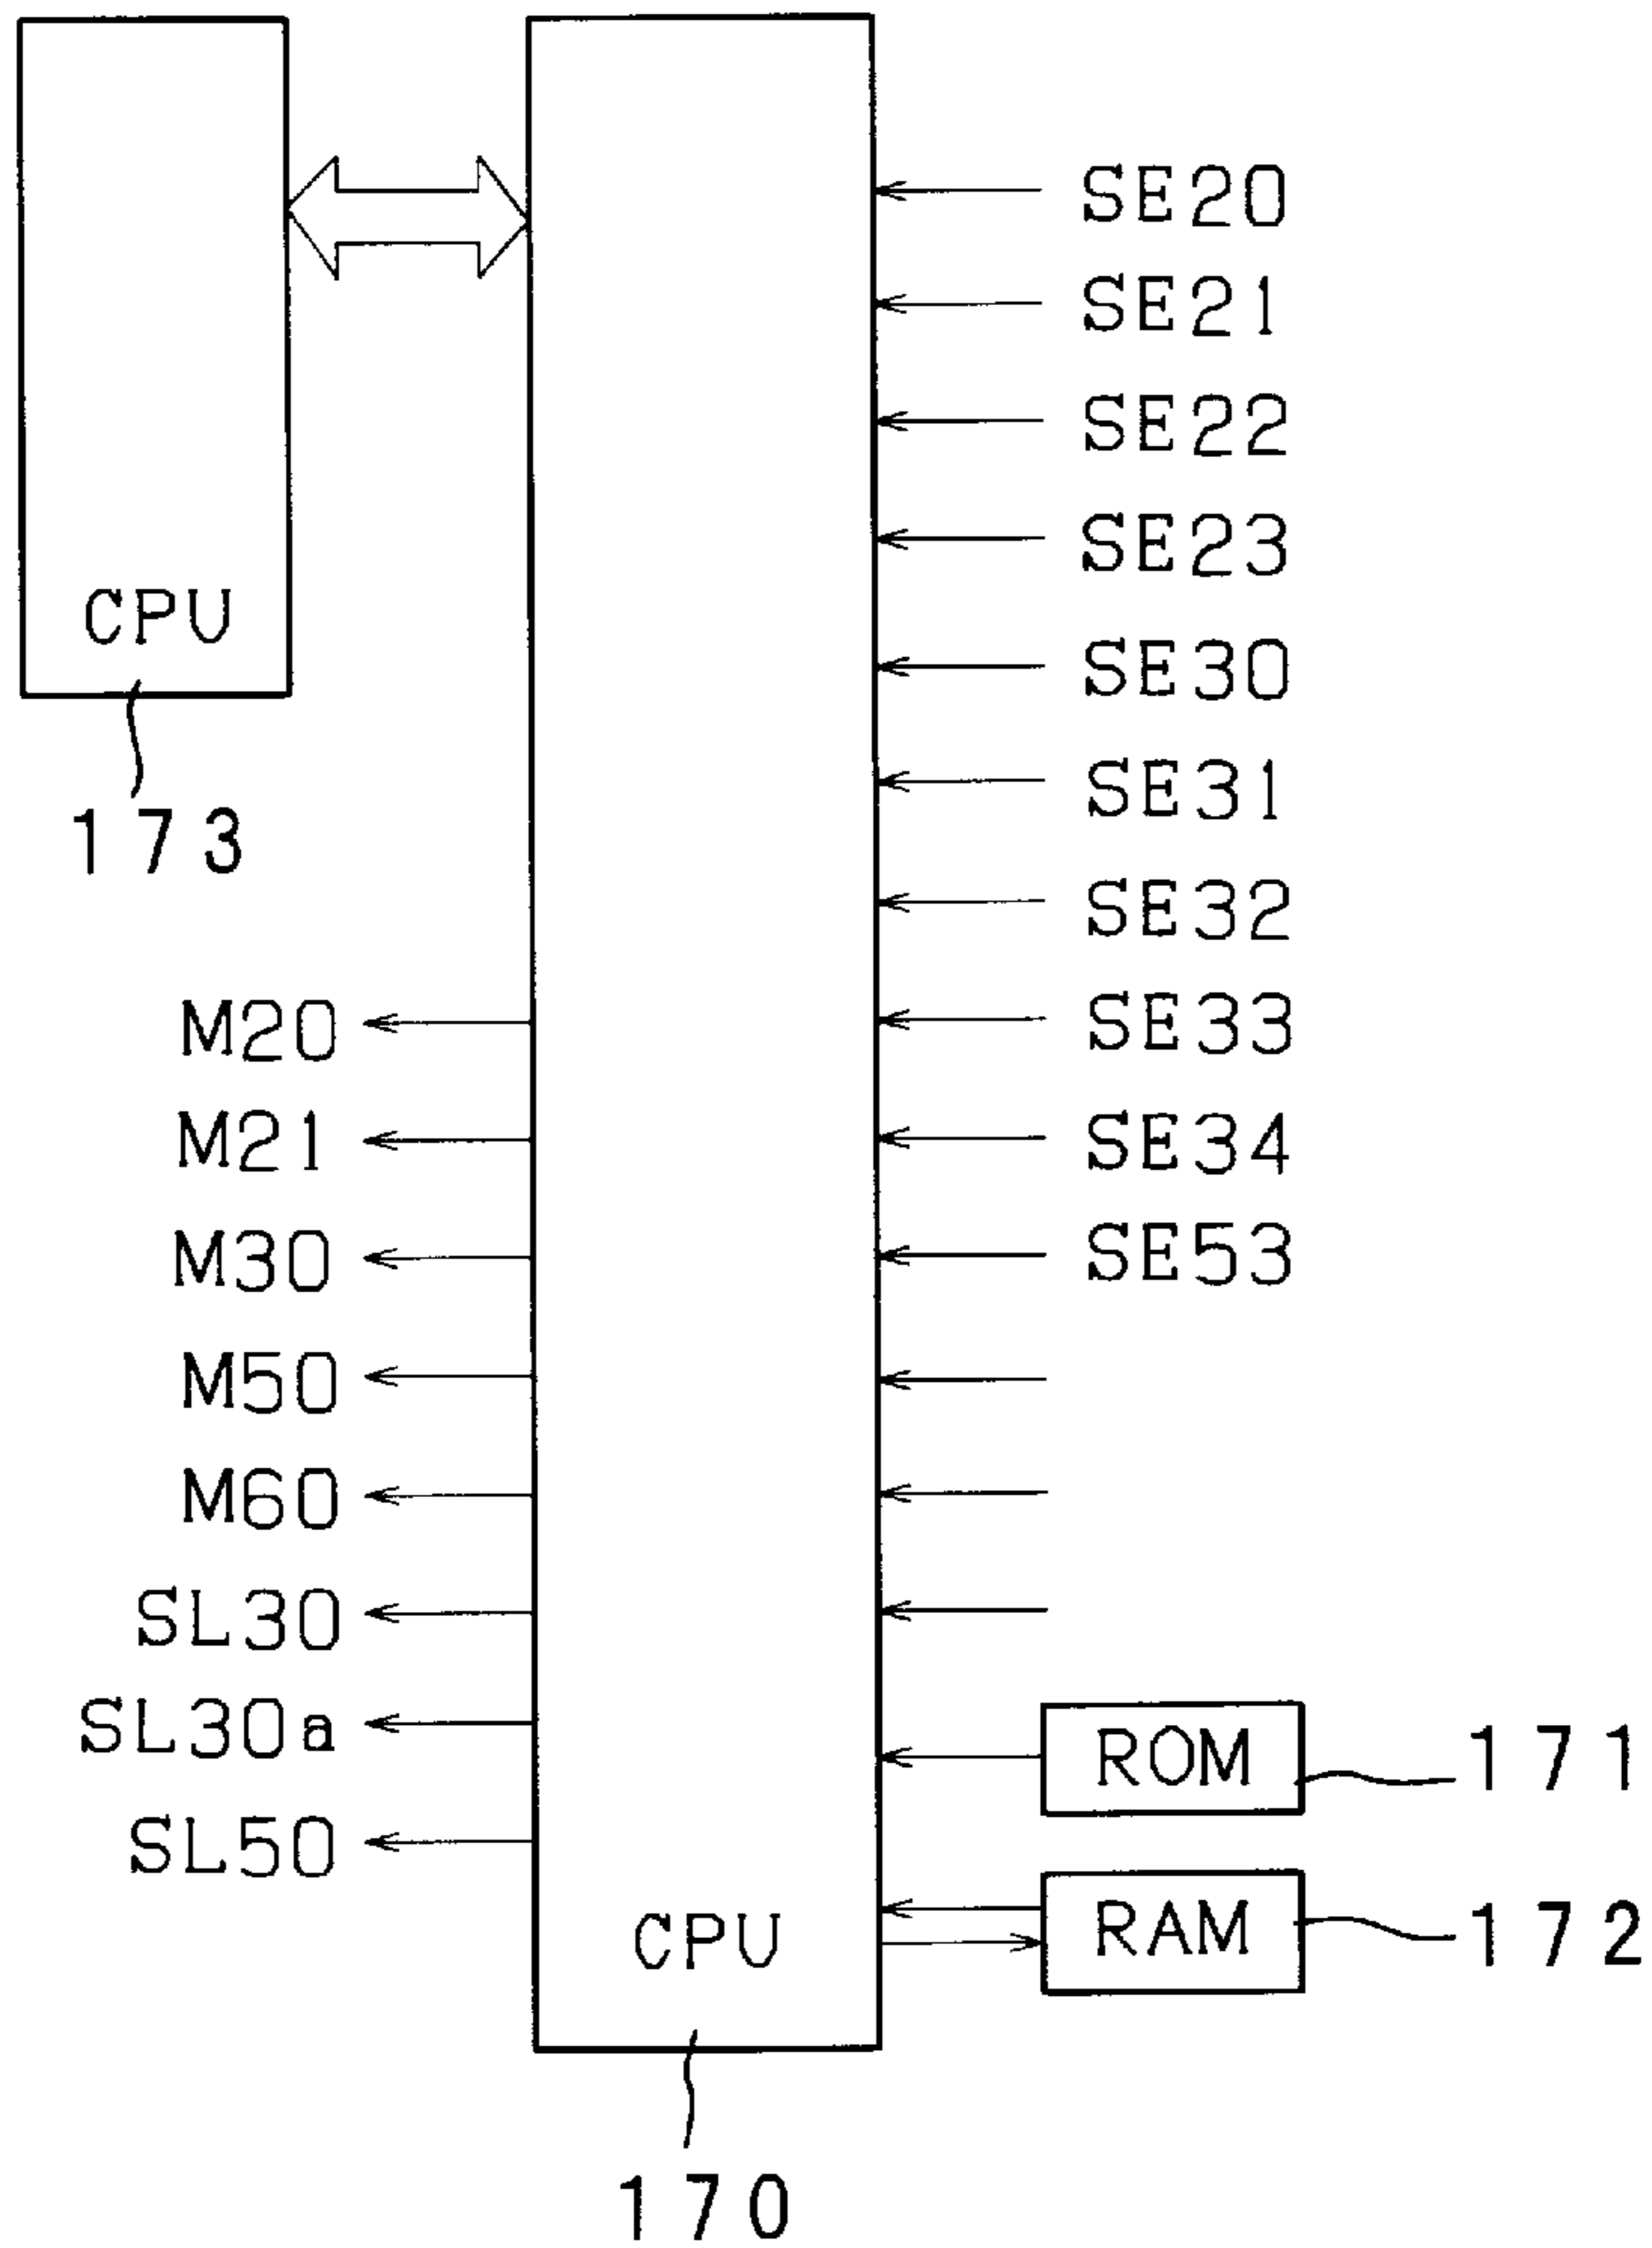 SE20
SE21
SE22
SE23
CPU
SE30
SE31
173
SE32
M20
SE33
M21
SE34
M30
SE53
M50
M60
SL30
SL30a
ROM
171
SL50
CPU
RAM
172
170